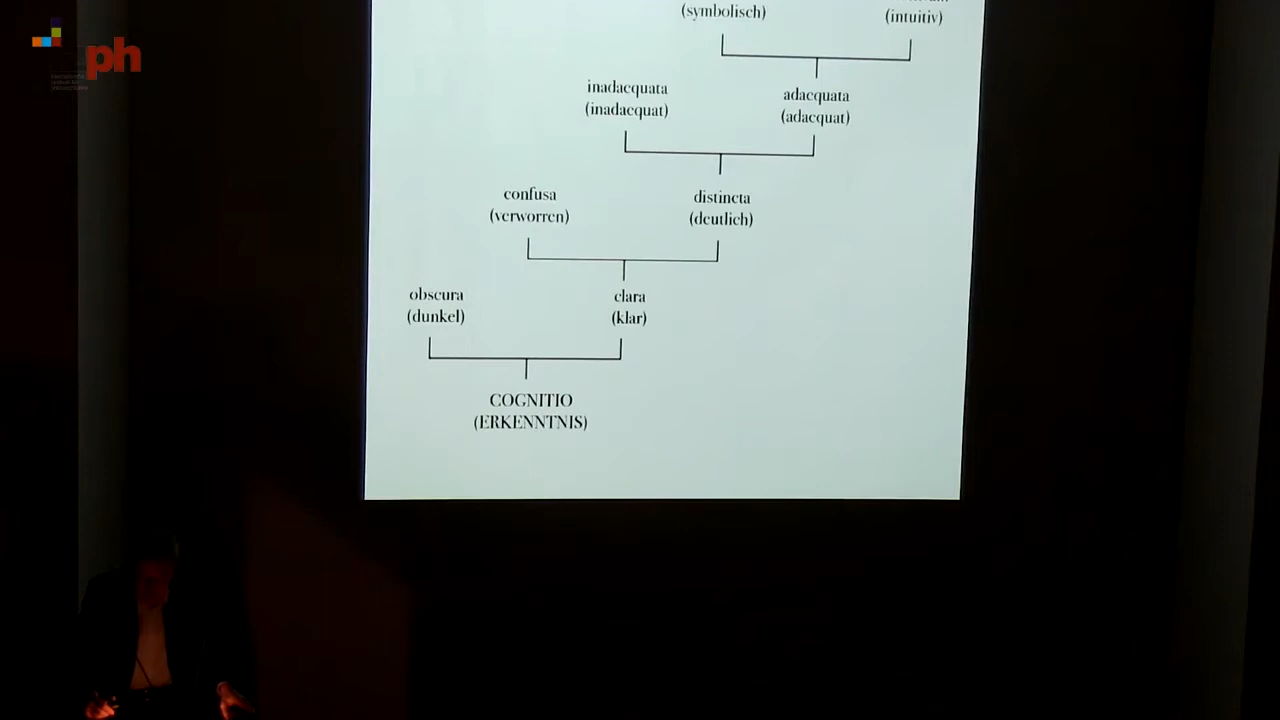 ph
(symbolisch)
(intuitiv)
inadaequata
(inadaequat)
adaequata
(adaequat)
confusa
(verworren)
distincta
(deutlich)
obscura
(dunkel)
clara
(klar)
COGNITIO
(ERKENNTNIS)